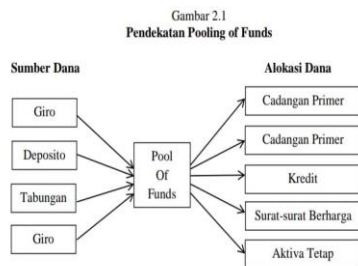 Gambar 2.1
Pendekatan Pooling of Funds
Sumber Dana
Alokasi Dana
Giro
Deposito
Tabungan
Giro
Pool
Of
Funds
Cadangan Primer
Cadangan Primer
Kredit
Surat-surat Berharga
Aktiva Tetap